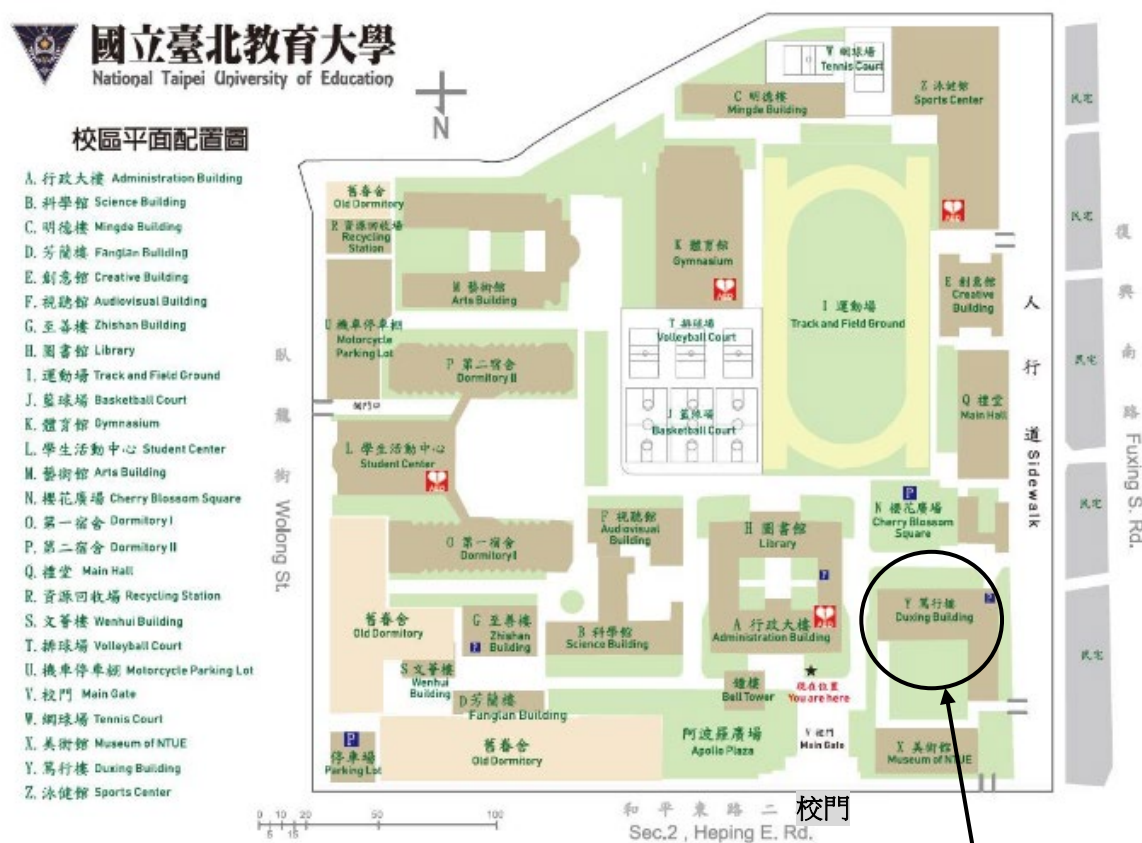 國立臺北教育大學
National Taipei University of Education
N
校區平面配置圖
A. 行政大樓 Administration Building
B. 科學館 Science Building
C. 明德樓 Mingde Building
D. 芳蘭樓 Fanglan Building
E. 創意館 Creative Building
F. 視聽館 Audiovisual Building
G. 至善樓 Zhishan Building
H. 圖書館 Library
I. 運動場 Track and Field Ground
J. 籃球場 Basketball Court
K. 體育館 Gymnasium
L. 學生活動中心 Student Center
M. 藝術館 Arts Building
N. 櫻花廣場 Cherry Blossom Square
O. 第一宿舍 Dormitory I
P. 第二宿舍 Dormitory II
Q. 禮堂 Main Hall
R. 資源回收場 Recycling Station
S. 文薈樓 Wenhui Building
T. 排球場 Volleyball Court
U. 機車停車棚 Motorcycle Parking Lot
V. 校門 Main Gate
W. 網球場 Tennis Court
X. 美術館 Museum of NTUE
Y. 篤行樓 Duxing Building
Z. 泳健館 Sports Center
W 網球場
Tennis Court
C 明德樓
Mingde Building
Z 泳健館
Sports Center
AED
舊眷舍
Old Dormitory
R 資源回收場
Recycling
Station
M 藝術館
Arts Building
K 體育館
Gymnasium
AED
E 創意館
Creative
Building
I 運動場
Track and Field Ground
U 機車停車棚
Motorcycle
Parking Lot
T 排球場
Volleyball Court
P 第二宿舍
Dormitory II
J 籃球場
Basketball Court
Q 禮堂
Main Hall
側門口
L 學生活動中心
Student Center
AED
臥龍街 Wolong St.
人行道 Sidewalk
復興南路 Fuxing S. Rd.
民宅
民宅
民宅
民宅
民宅
P
N 櫻花廣場
Cherry Blossom
Square
F 視聽館
Audiovisual
Building
H 圖書館
Library
P
O 第一宿舍
Dormitory I
舊眷舍
Old Dormitory
G 至善樓
Zhishan
Building
P
B 科學館
Science Building
A 行政大樓
Administration Building
AED
Y 篤行樓
Duxing Building
P
S 文薈樓
Wenhui
Building
D 芳蘭樓
Fanglan Building
鐘樓
Bell Tower
現在位置
You are here
P
停車場
Parking Lot
舊眷舍
Old Dormitory
阿波羅廣場
Apollo Plaza
V 校門
Main Gate
X 美術館
Museum of NTUE
0 5 10 15 20 50 100
和平東路二 校門
Sec.2 , Heping E. Rd.